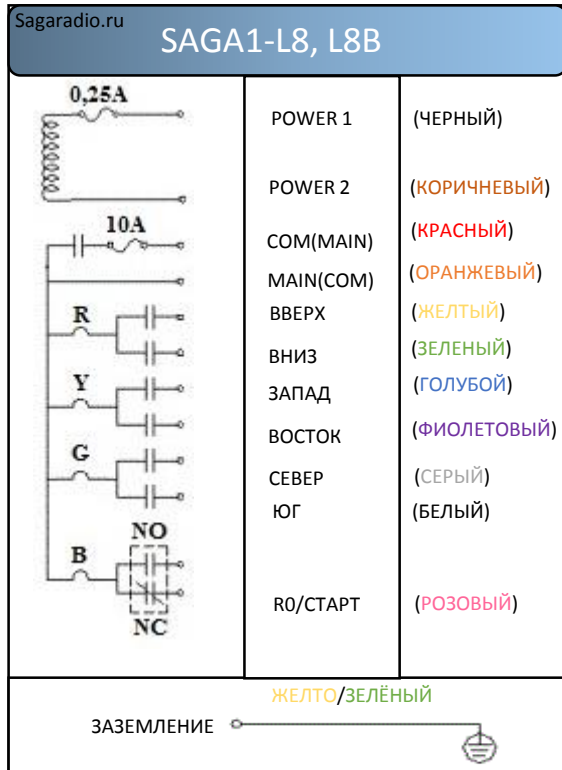 Sagaradio.ru
SAGA1-L8, L8B
0,25A
POWER 1 (ЧЕРНЫЙ)
POWER 2 (КОРИЧНЕВЫЙ)
10A
COM(MAIN) (КРАСНЫЙ)
MAIN(COM) (ОРАНЖЕВЫЙ)
R
ВВЕРХ (ЖЕЛТЫЙ)
ВНИЗ (ЗЕЛЕНЫЙ)
Y
ЗАПАД (ГОЛУБОЙ)
ВОСТОК (ФИОЛЕТОВЫЙ)
G
СЕВЕР (СЕРЫЙ)
ЮГ (БЕЛЫЙ)
NO
B
R0/СТАРТ (РОЗОВЫЙ)
NC
ЖЕЛТО/ЗЕЛЁНЫЙ
ЗАЗЕМЛЕНИЕ